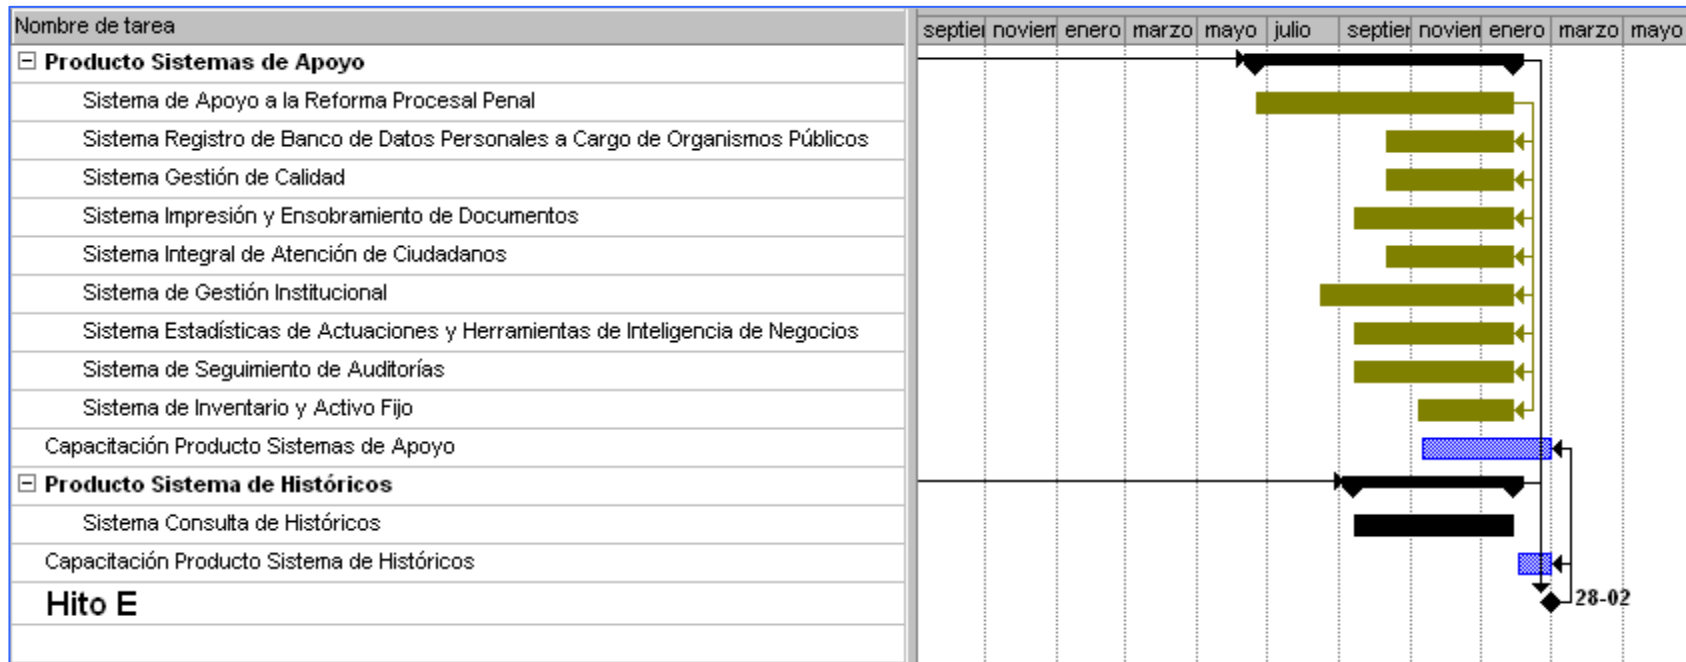 Nombre de tarea
septiei noviem enero marzo mayo julio septier novien enero marzo mayo
Producto Sistemas de Apoyo
Sistema de Apoyo a la Reforma Procesal Penal
Sistema Registro de Banco de Datos Personales a Cargo de Organismos Públicos
Sistema Gestión de Calidad
Sistema Impresión y Ensobramiento de Documentos
Sistema Integral de Atención de Ciudadanos
Sistema de Gestión Institucional
Sistema Estadísticas de Actuaciones y Herramientas de Inteligencia de Negocios
Sistema de Seguimiento de Auditorías
Sistema de Inventario y Activo Fijo
Capacitación Producto Sistemas de Apoyo
Producto Sistema de Históricos
Sistema Consulta de Históricos
Capacitación Producto Sistema de Históricos
Hito E
28-02